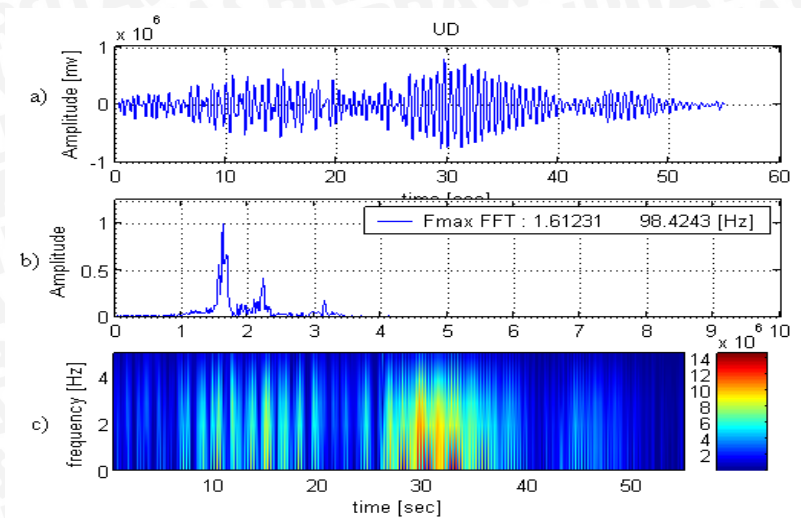 UD
x 10 6
a)
Amplitude [mv]
1
0
-1
0 10 20 30 40 50 60
time [sec]
b)
Amplitude
1
0.5
0
Fmax FFT : 1.61231 98.4243 [Hz]
0 1 2 3 4 5 6 7 8 9 10
x 10 6
c)
frequency [Hz]
4
2
0
14
12
10
8
6
4
2
10 20 30 40 50
time [sec]